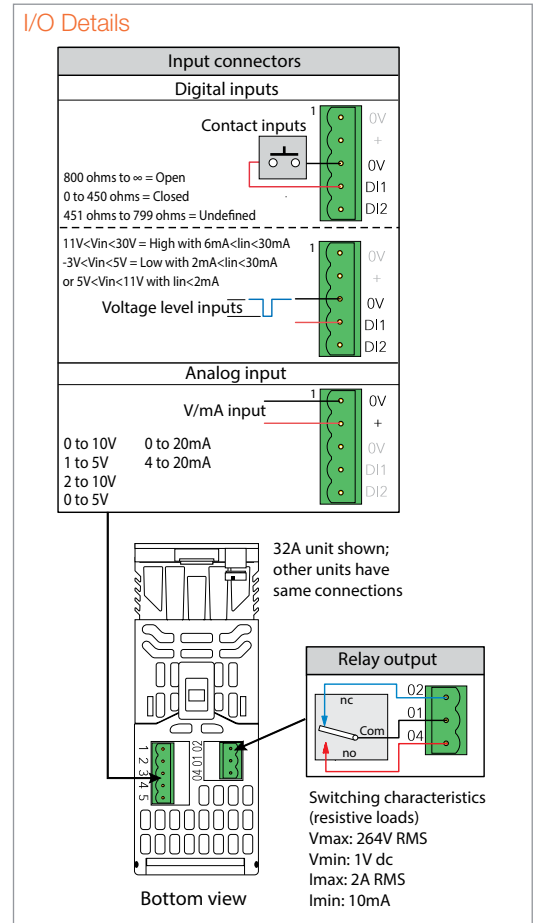 I/O Details
Input connectors
Digital inputs
Contact inputs
1
0V
+
0V
DI1
DI2
800 ohms to ∞ = Open
0 to 450 ohms = Closed
451 ohms to 799 ohms = Undefined
11V<Vin<30V = High with 6mA<Iin<30mA
-3V<Vin<5V = Low with 2mA<Iin<30mA
or 5V<Vin<11V with Iin<2mA
Voltage level inputs
1
0V
+
0V
DI1
DI2
Analog input
V/mA input
1
0V
+
0V
DI1
DI2
0 to 10V 0 to 20mA
1 to 5V 4 to 20mA
2 to 10V
0 to 5V
32A unit shown;
other units have
same connections
Relay output
nc
Com
no
02
01
04
1 2 3 4 5
04 01 02
Bottom view
Switching characteristics
(resistive loads)
Vmax: 264V RMS
Vmin: 1V dc
Imax: 2A RMS
Imin: 10mA